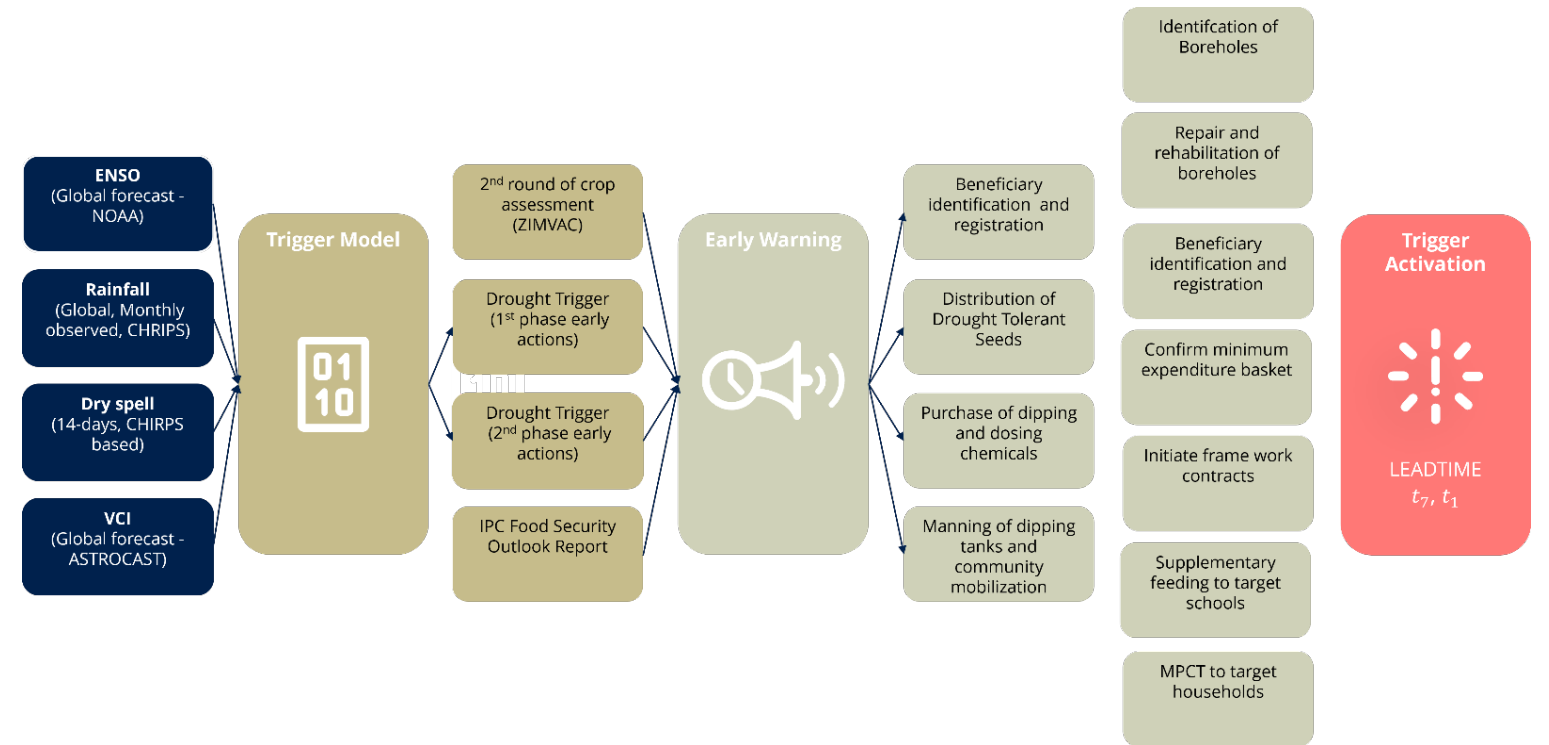 ENSO
(Global forecast -
NOAA)
Rainfall
(Global, Monthly
observed, CHRIPS)
Dry spell
(14-days, CHIRPS
based)
VCI
(Global forecast -
ASTROCAST)
Trigger Model
01
10
2nd round of crop
assessment
(ZIMVAC)
Drought Trigger
(1st phase early
actions)
Drought Trigger
(2nd phase early
actions)
IPC Food Security
Outlook Report
Early Warning
Beneficiary
identification and
registration
Distribution of
Drought Tolerant
Seeds
Purchase of dipping
and dosing
chemicals
Manning of dipping
tanks and
community
mobilization
Identifcation of
Boreholes
Repair and
rehabilitation of
boreholes
Beneficiary
identification and
registration
Confirm minimum
expenditure basket
Initiate frame work
contracts
Supplementary
feeding to target
schools
MPCT to target
households
Trigger
Activation
LEADTIME
t7, t1